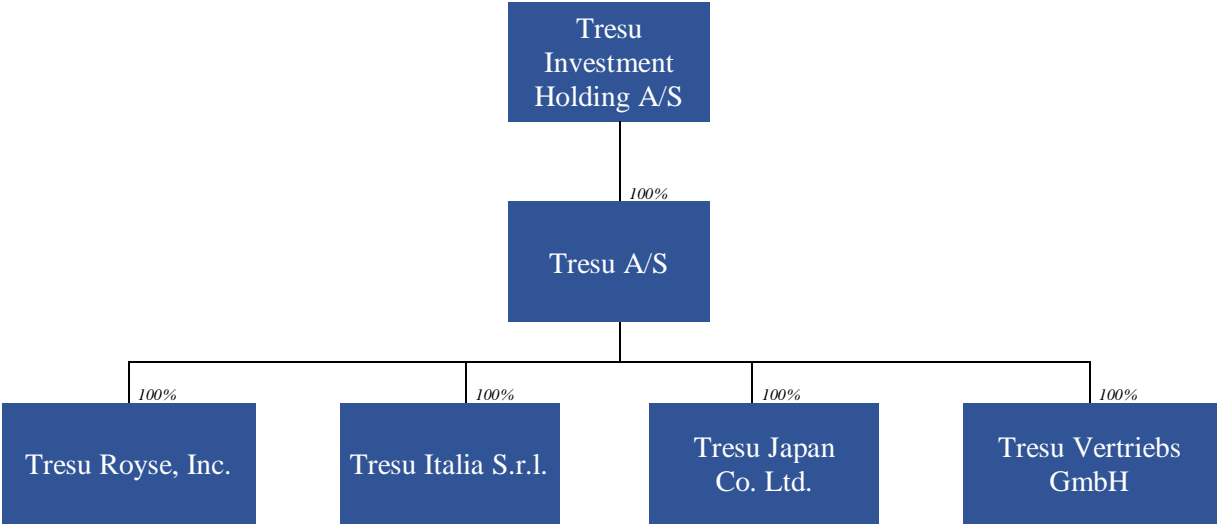 Tresu
Investment
Holding A/S
100%
Tresu A/S
100%
100%
100%
100%
Tresu Royse, Inc.
Tresu Italia S.r.l.
Tresu Japan
Co. Ltd.
Tresu Vertriebs
GmbH